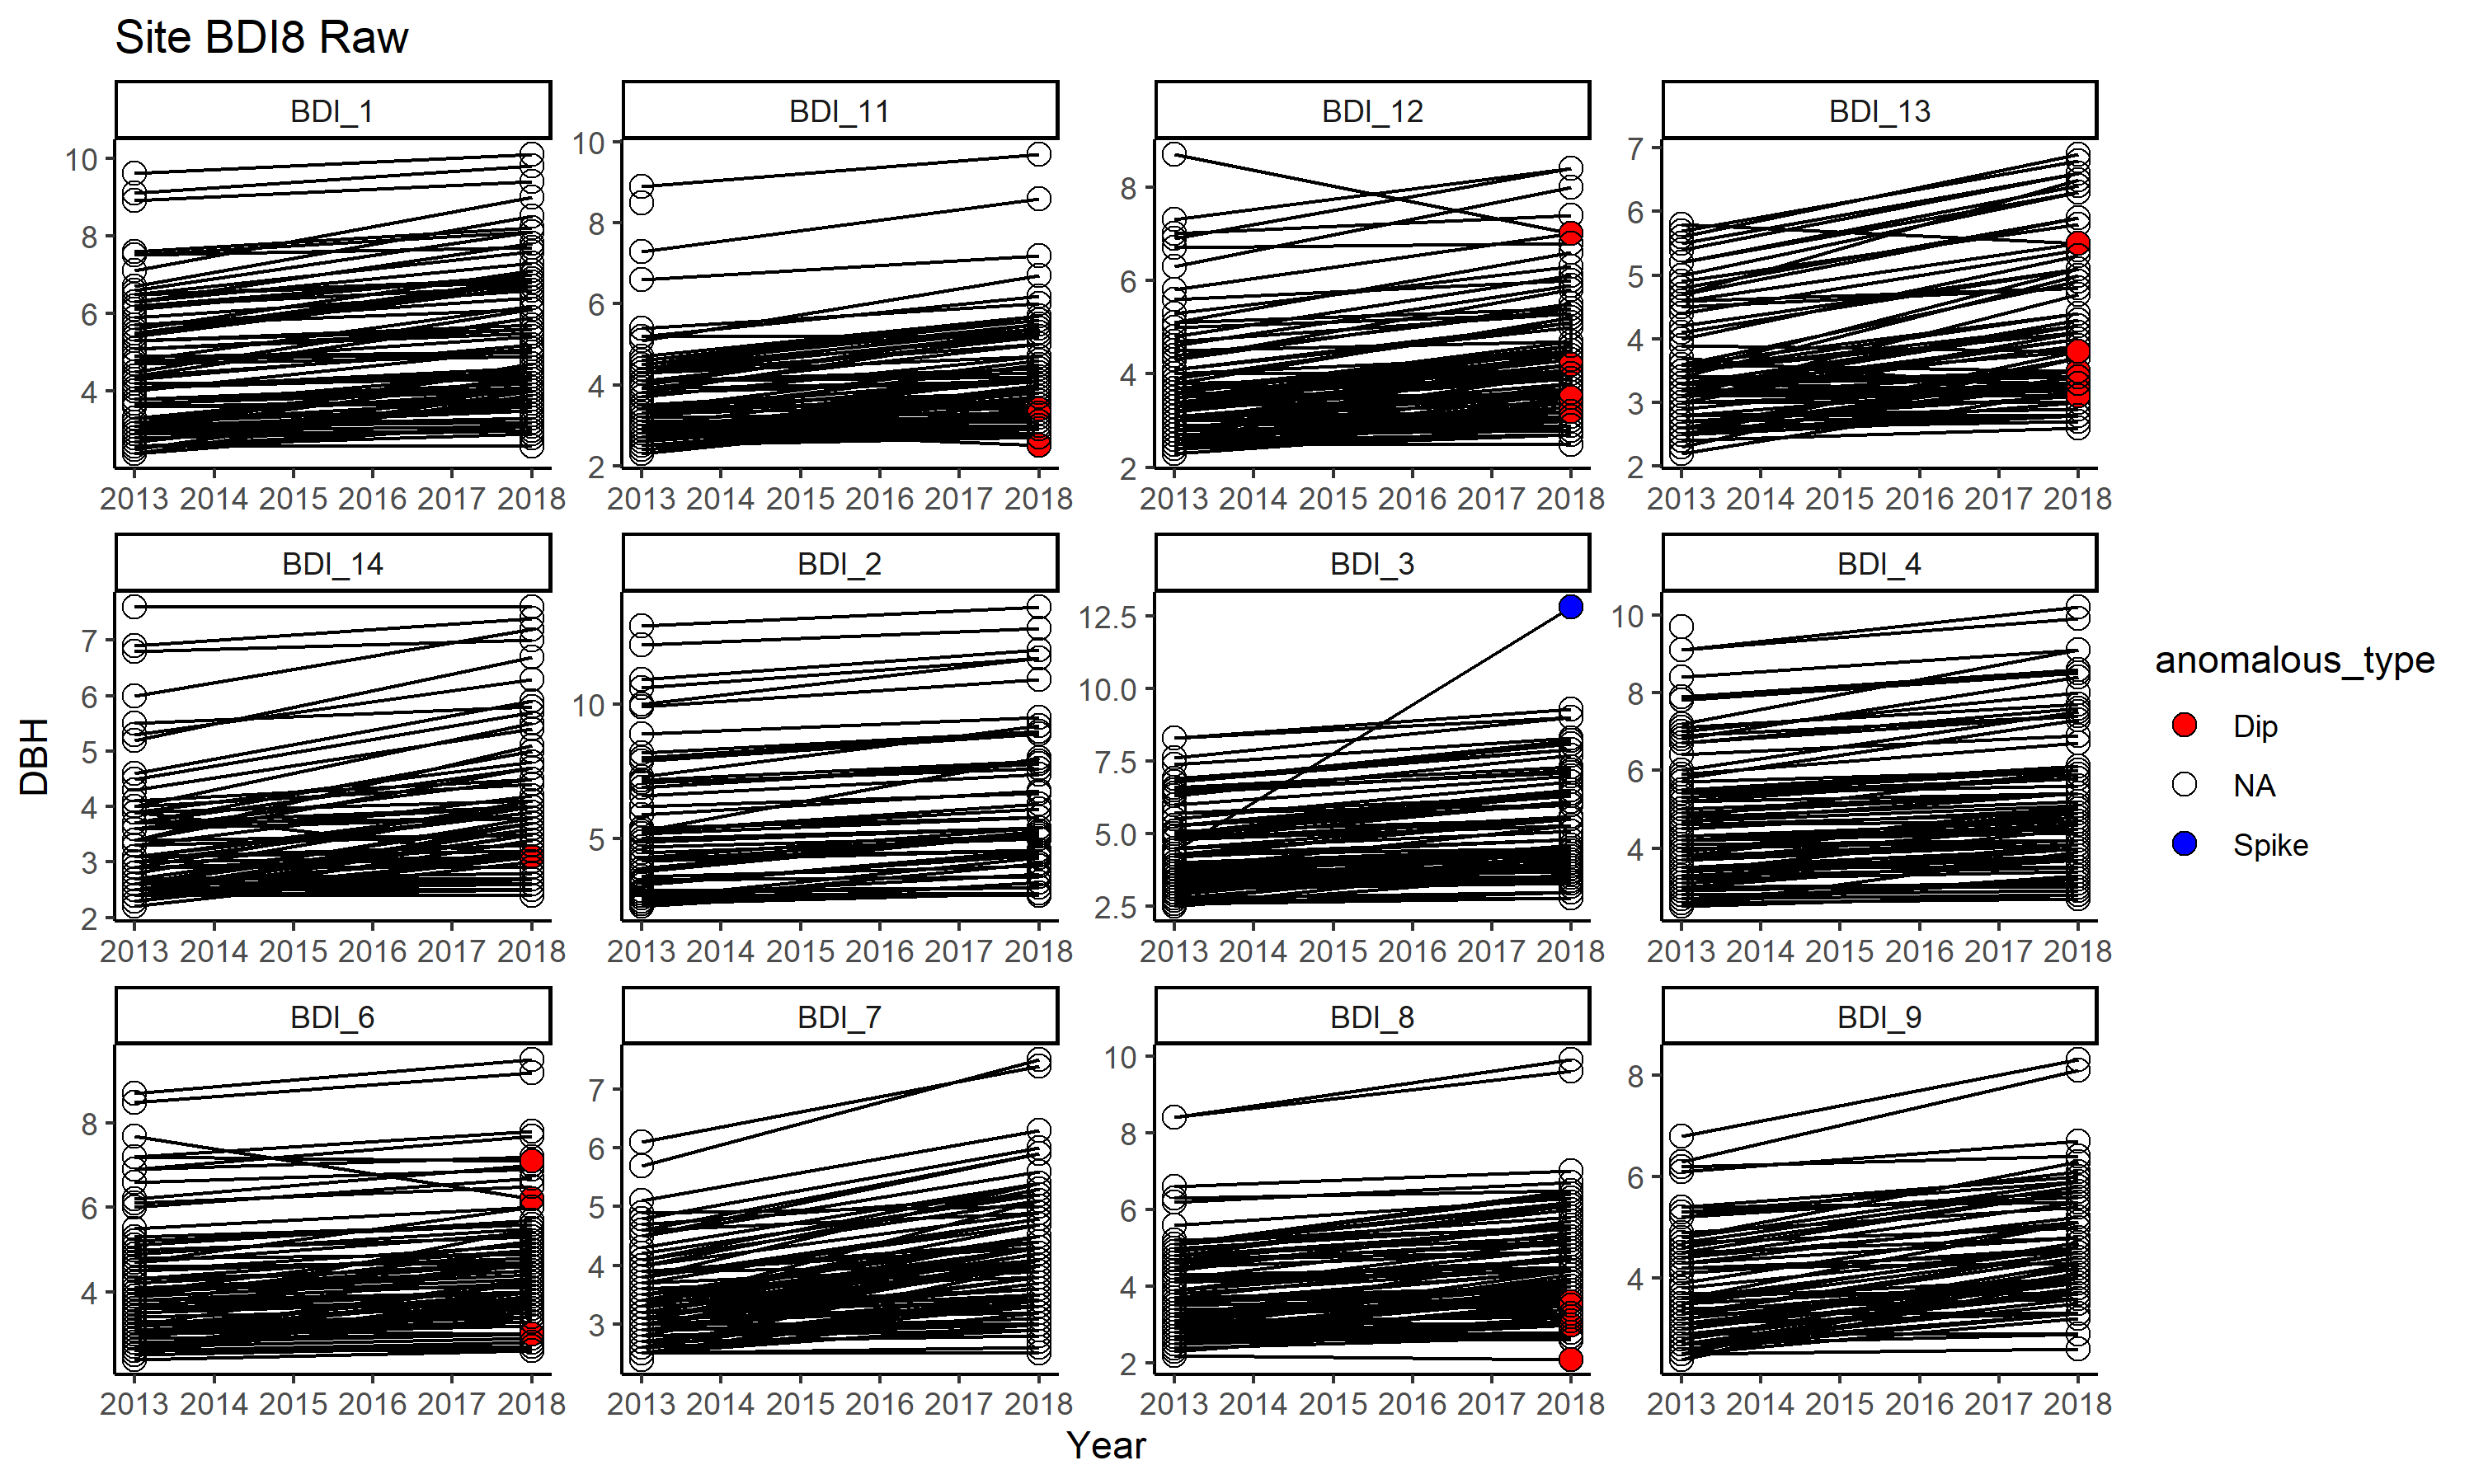 Site BDI8 Raw
BDI_1 BDI_11 BDI_12 BDI_13
10 8 6 4
10 8 6 4 2
8 6 4 2
7 6 5 4 3 2
2013 2014 2015 2016 2017 2018 2013 2014 2015 2016 2017 2018 2013 2014 2015 2016 2017 2018 2013 2014 2015 2016 2017 2018
BDI_14 BDI_2 BDI_3 BDI_4
7 6 5 4 3 2
10 5
12.5 10.0 7.5 5.0 2.5
10 8 6 4
2013 2014 2015 2016 2017 2018 2013 2014 2015 2016 2017 2018 2013 2014 2015 2016 2017 2018 2013 2014 2015 2016 2017 2018
BDI_6 BDI_7 BDI_8 BDI_9
8 6 4
7 6 5 4 3
10 8 6 4 2
8 6 4
2013 2014 2015 2016 2017 2018 2013 2014 2015 2016 2017 2018 2013 2014 2015 2016 2017 2018 2013 2014 2015 2016 2017 2018
DBH
Year
anomalous_type
Dip
NA
Spike